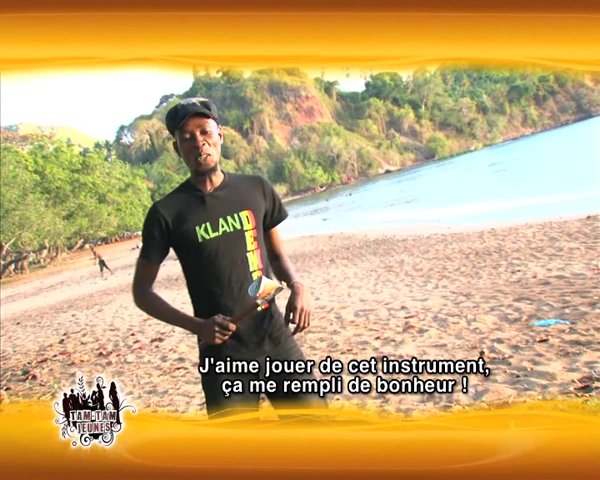 KLAN
J'aime jouer de cet instrument,
ça me rempli de bonheur !
TAM-TAM
JEUNES